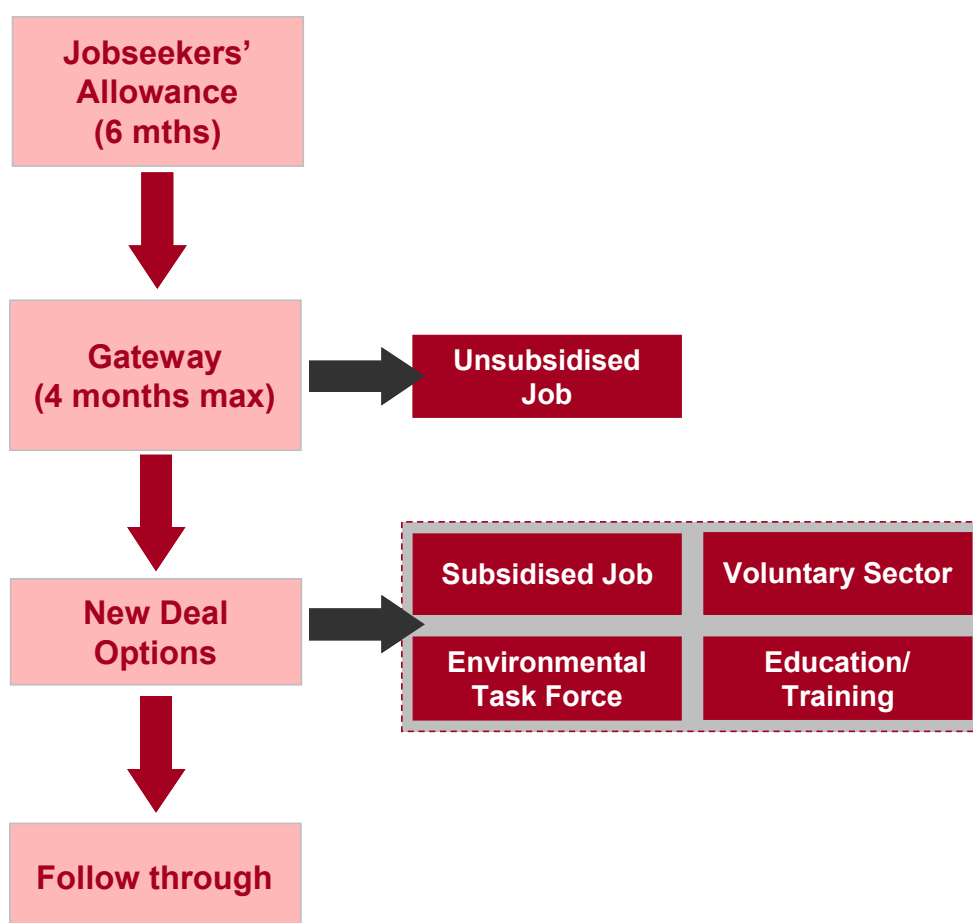 Jobseekers’
Allowance
(6 mths)
Gateway
(4 months max)
Unsubsidised
Job
New Deal
Options
Subsidised Job
Voluntary Sector
Environmental
Task Force
Education/
Training
Follow through